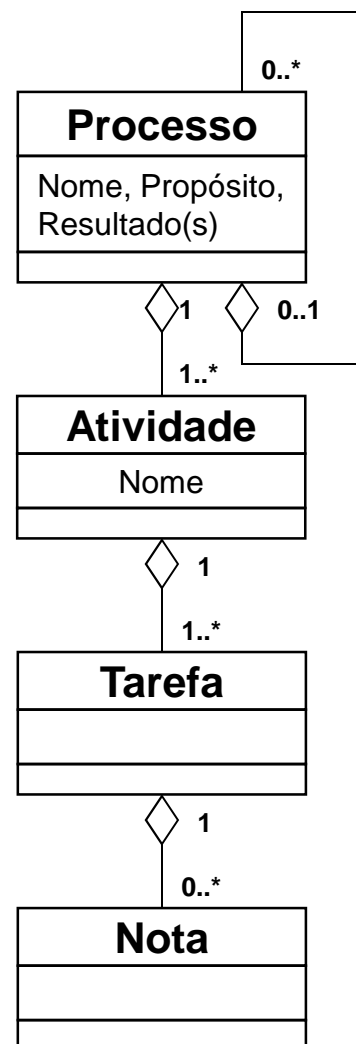 0..*
Processo
Nome, Propósito,
Resultado(s)
1
0..1
1..*
Atividade
Nome
1
1..*
Tarefa
1
0..*
Nota